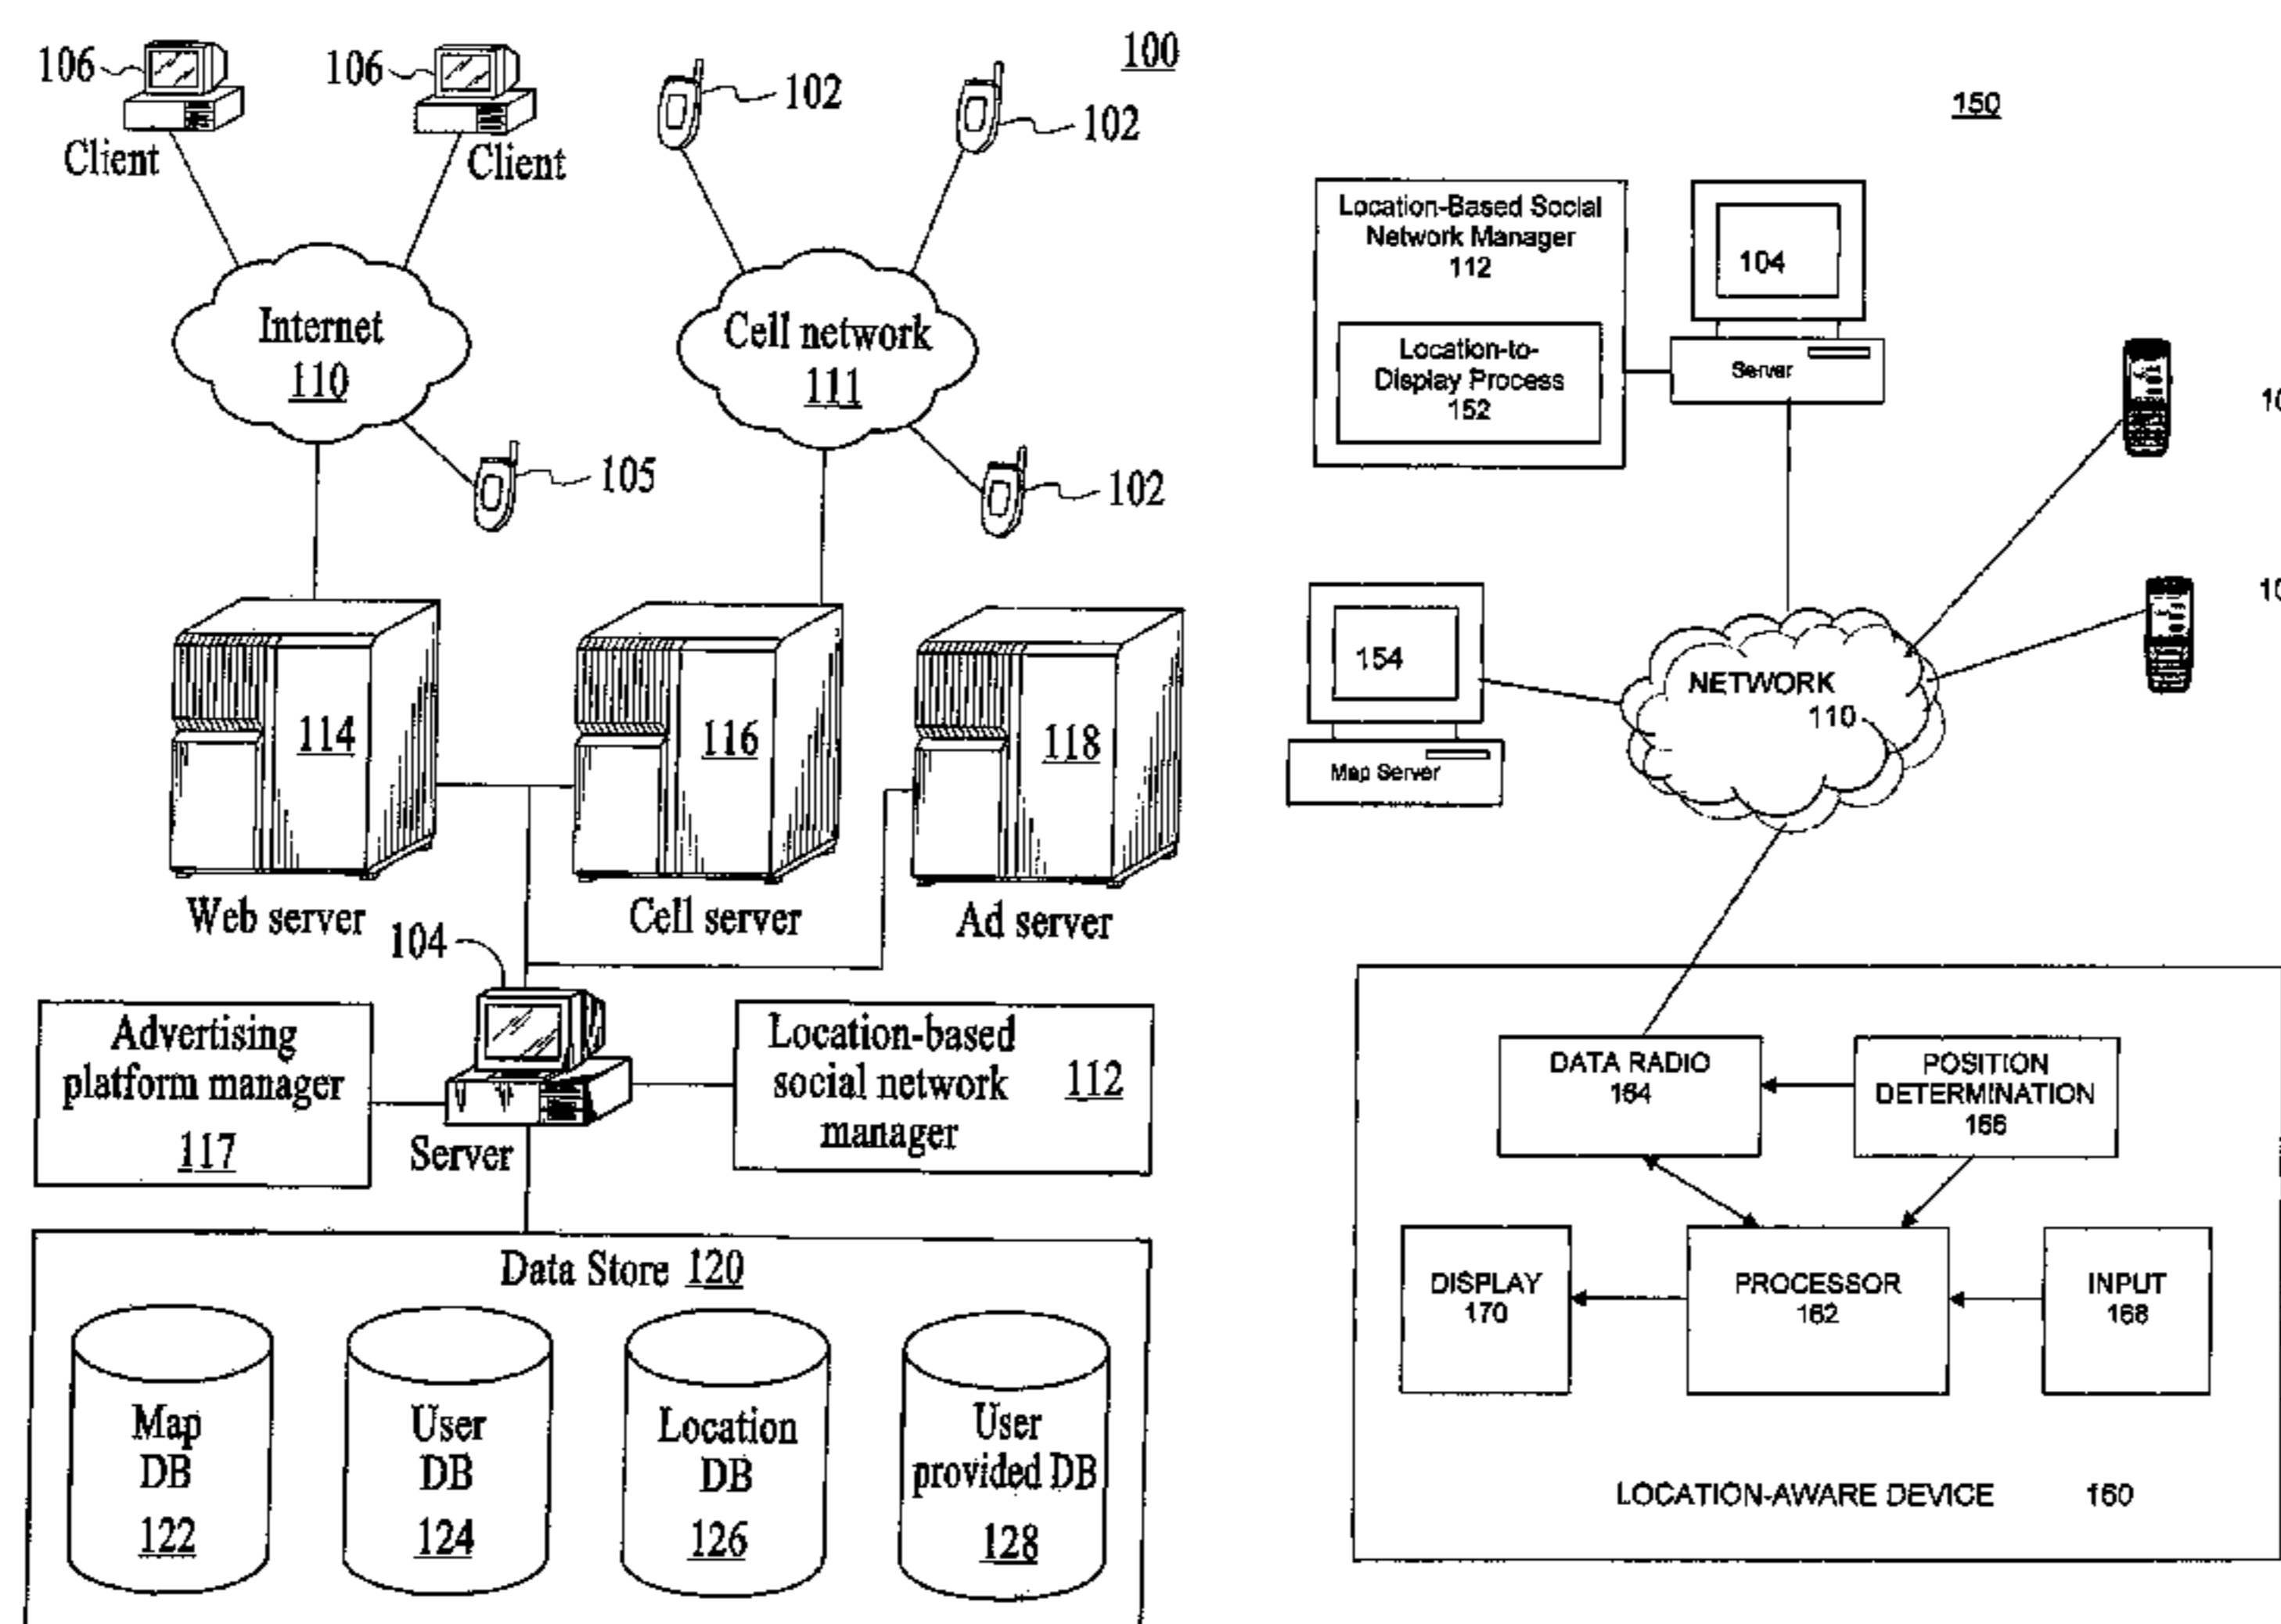 100
106
106
102
102
Client
Client
Internet
110
Cell network
111
105
102
114
116
118
Web server
Cell server
Ad server
104
Advertising
platform manager
117
Server
Location-based
social network
manager
112
Data Store 120
Map
DB
122
User
DB
124
Location
DB
126
User
provided DB
128
150
Location-Based Social
Network Manager
112
Location-to-
Display Process
152
104
Server
10
10
154
Map Server
NETWORK
110
DATA RADIO
164
POSITION
DETERMINATION
166
DISPLAY
170
PROCESSOR
162
INPUT
168
LOCATION-AWARE DEVICE 160